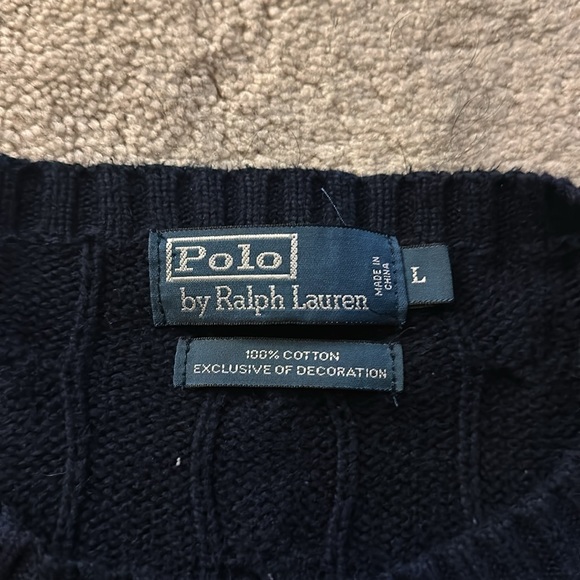 Polo
by Ralph Lauren
MADE IN
CHINA
L
100% COTTON
EXCLUSIVE OF DECORATION